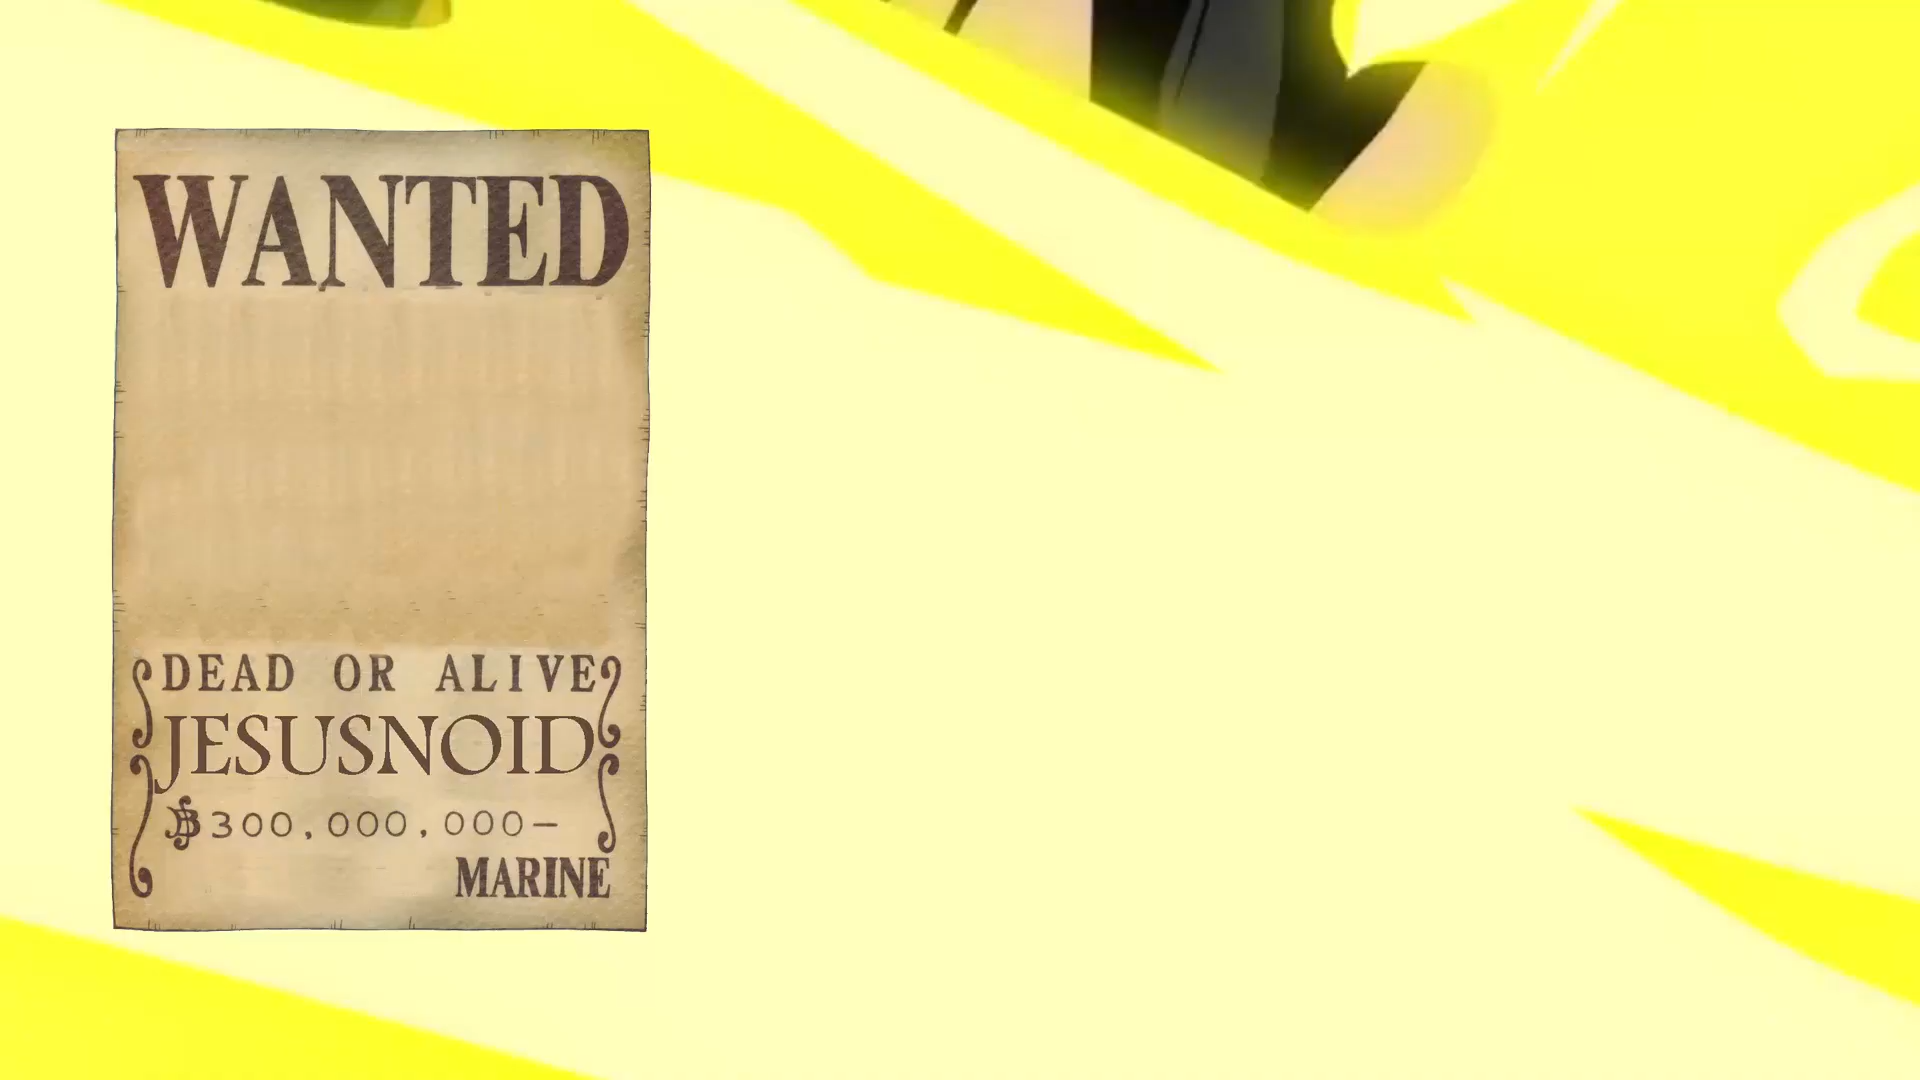 WANTED
DEAD OR ALIVE
JESUSNOID
฿300,000,000—
MARINE